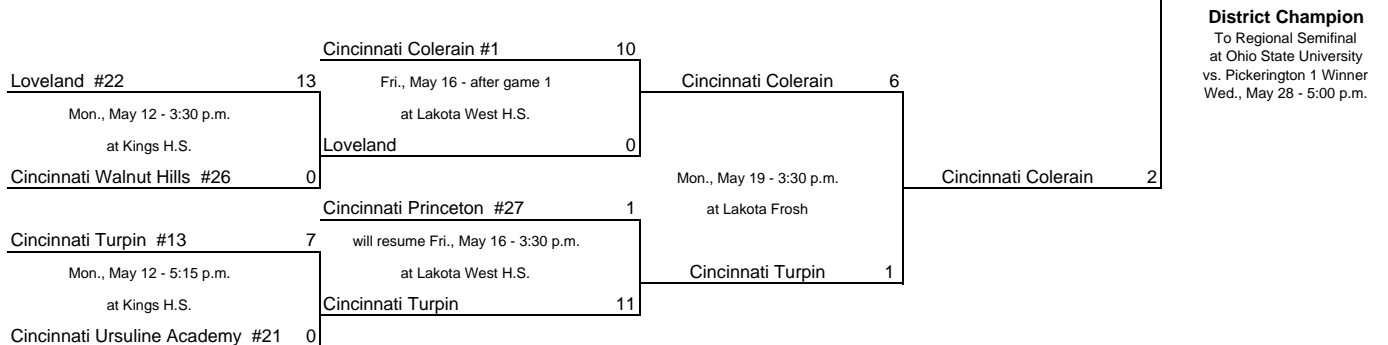 District Champion
To Regional Semifinal
at Ohio State University
vs. Pickerington 1 Winner
Wed., May 28 - 5:00 p.m.
Cincinnati Colerain #1 10
Loveland #22 13
Fri., May 16 - after game 1
Cincinnati Colerain 6
Mon., May 12 - 3:30 p.m.
at Lakota West H.S.
at Kings H.S.
Loveland 0
Cincinnati Walnut Hills #26 0
Mon., May 19 - 3:30 p.m.
Cincinnati Colerain 2
Cincinnati Princeton #27 1
at Lakota Frosh
Cincinnati Turpin #13 7
will resume Fri., May 16 - 3:30 p.m.
Mon., May 12 - 5:15 p.m.
at Lakota West H.S.
Cincinnati Turpin 1
at Kings H.S.
Cincinnati Turpin 11
Cincinnati Ursuline Academy #21 0